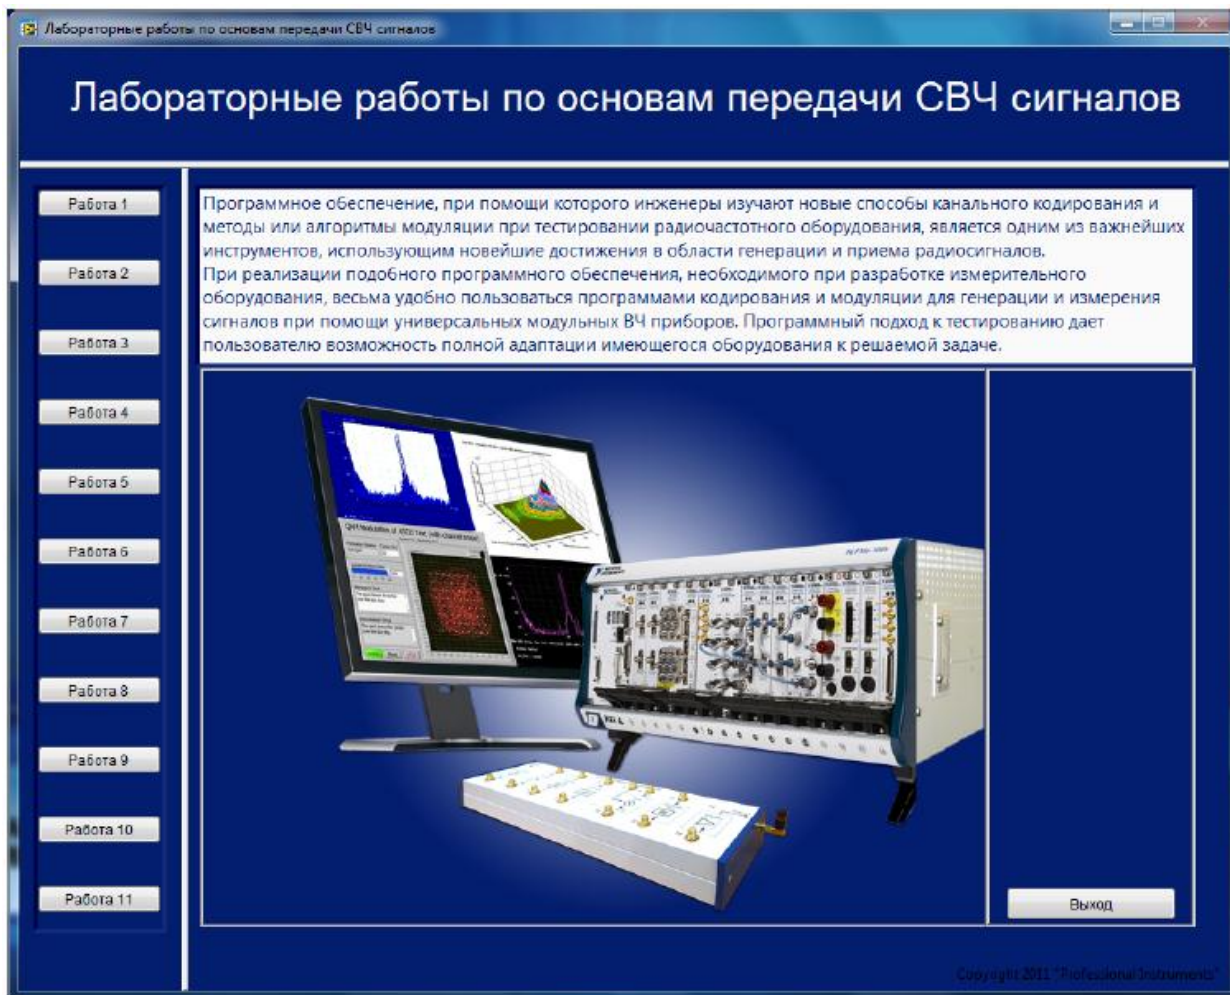 Лабораторные работы по основам передачи СВЧ сигналов
Лабораторные работы по основам передачи СВЧ сигналов
Работа 1
Работа 2
Работа 3
Работа 4
Работа 5
Работа 6
Работа 7
Работа 8
Работа 9
Работа 10
Работа 11
Программное обеспечение, при помощи которого инженеры изучают новые способы канального кодирования и
методы или алгоритмы модуляции при тестировании радиочастотного оборудования, является одним из важнейших
инструментов, использующим новейшие достижения в области генерации и приема радиосигналов.
При реализации подобного программного обеспечения, необходимого при разработке измерительного
оборудования, весьма удобно пользоваться программами кодирования и модуляции для генерации и измерения
сигналов при помощи универсальных модульных ВЧ приборов. Программный подход к тестированию дает
пользователю возможность полной адаптации имеющегося оборудования к решаемой задаче.
Выход
Copyright 2011 "Professional Instruments"